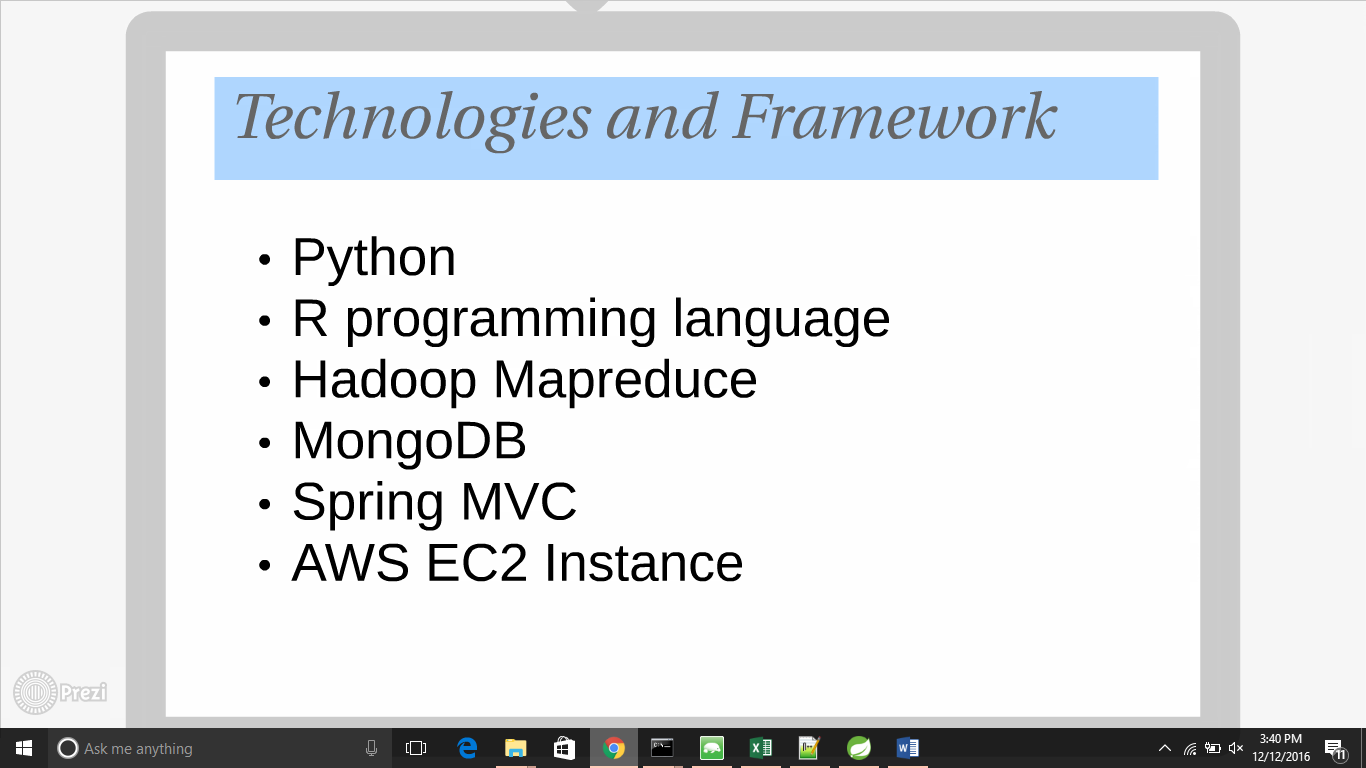 Technologies and Framework
• Python
• R programming language
• Hadoop Mapreduce
• MongoDB
• Spring MVC
• AWS EC2 Instance
Prezi
Ask me anything
3:40 PM
12/12/2016
11